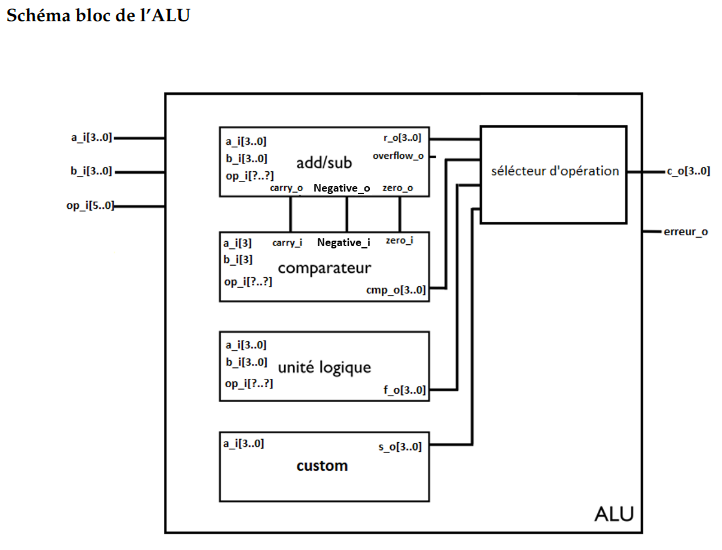 Schéma bloc de l'ALU
a_i[3..0]
b_i[3..0]
op_i[5..0]
a_i[3..0]
b_i[3..0]
op_i[?..?]
add/sub
r_o[3..0]
overflow_o
carry_o
Negative_o
zero_o
carry_i
Negative_i
zero_i
a_i[3]
b_i[3]
op_i[?..?]
comparateur
cmp_o[3..0]
a_i[3..0]
b_i[3..0]
op_i[?..?]
unité logique
f_o[3..0]
a_i[3..0]
custom
s_o[3..0]
sélécteur d'opération
c_o[3..0]
erreur_o
ALU